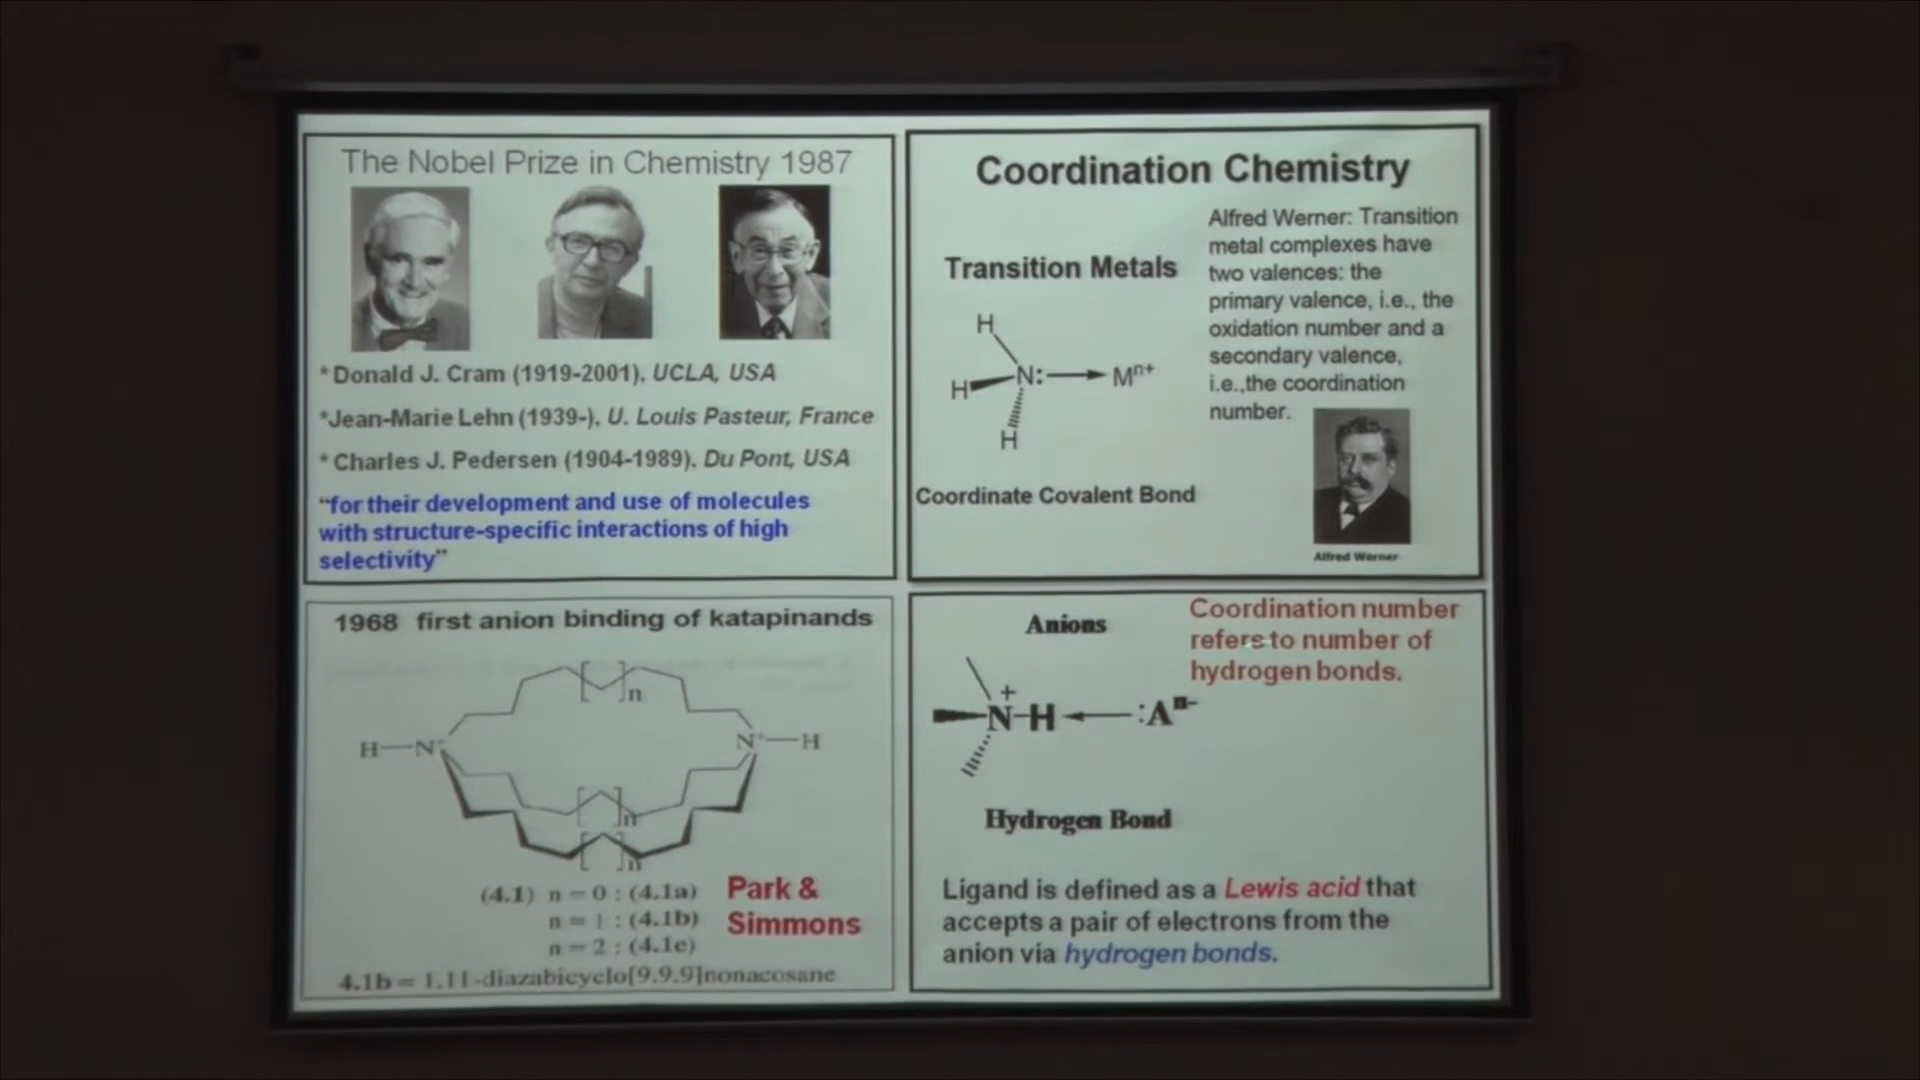 The Nobel Prize in Chemistry 1987
*Donald J. Cram (1919-2001), UCLA, USA
*Jean-Marie Lehn (1939-), U. Louis Pasteur, France
*Charles J. Pedersen (1904-1989), Du Pont, USA
“for their development and use of molecules
with structure-specific interactions of high
selectivity”
Coordination Chemistry
Transition Metals
Alfred Werner: Transition
metal complexes have
two valences: the
primary valence, i.e., the
oxidation number and a
secondary valence,
i.e.,the coordination
number.
H
H
N:
Mⁿ⁺
H
Coordinate Covalent Bond
Alfred Werner
1968 first anion binding of katapinands
n
H—N⁺
N⁺—H
n
n
(4.1) n = 0 : (4.1a)
n = 1 : (4.1b)
n = 2 : (4.1c)
Park &
Simmons
4.1b = 1,11-diazabicyclo[9.9.9]nonacosane
Anions
Coordination number
refers to number of
hydrogen bonds.
+
N-H
:Aⁿ⁻
Hydrogen Bond
Ligand is defined as a Lewis acid that
accepts a pair of electrons from the
anion via hydrogen bonds.